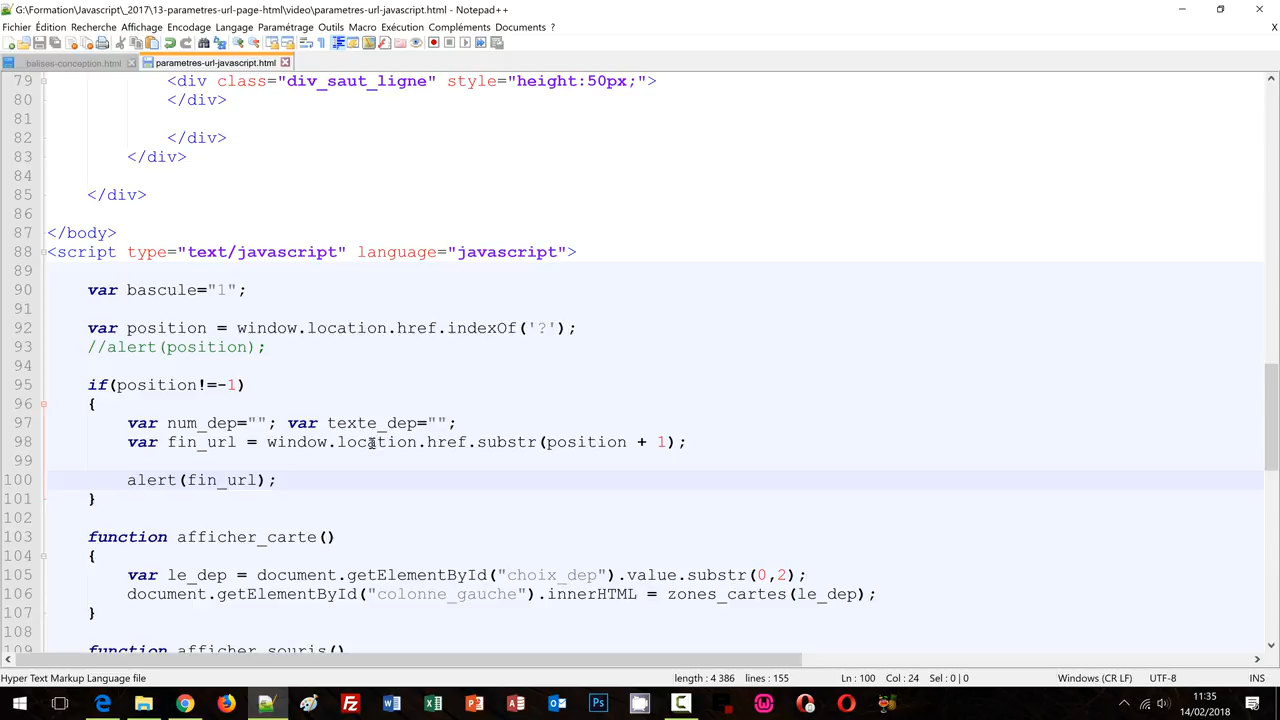 G:\Formation\Javascript\_2017\13-parametres-url-page-html\video\parametres-url-javascript.html - Notepad++
Fichier Édition Recherche Affichage Encodage Langage Paramétrage Outils Macro Exécution Compléments Documents ?
X
balises-conception.html parametres-url-javascript.html
79 <div class="div_saut_ligne" style="height:50px;">
80 </div>
81
82 </div>
83 </div>
84
85 </div>
86
87 </body>
88 <script type="text/javascript" language="javascript">
89
90 var bascule="1";
91
92 var position = window.location.href.indexOf('?');
93 //alert(position);
94
95 if(position!=-1)
96 {
97 var num_dep=""; var texte_dep="";
98 var fin_url = window.location.href.substr(position + 1);
99
100 alert(fin_url);
101 }
102
103 function afficher_carte()
104 {
105 var le_dep = document.getElementById("choix_dep").value.substr(0,2);
106 document.getElementById("colonne_gauche").innerHTML = zones_cartes(le_dep);
107 }
108
109 function afficher_souris()
Hyper Text Markup Language file length : 4 386 lines : 155 Ln : 100 Col : 24 Sel : 0 | 0 Windows (CR LF) UTF-8 INS
11:35
14/02/2018